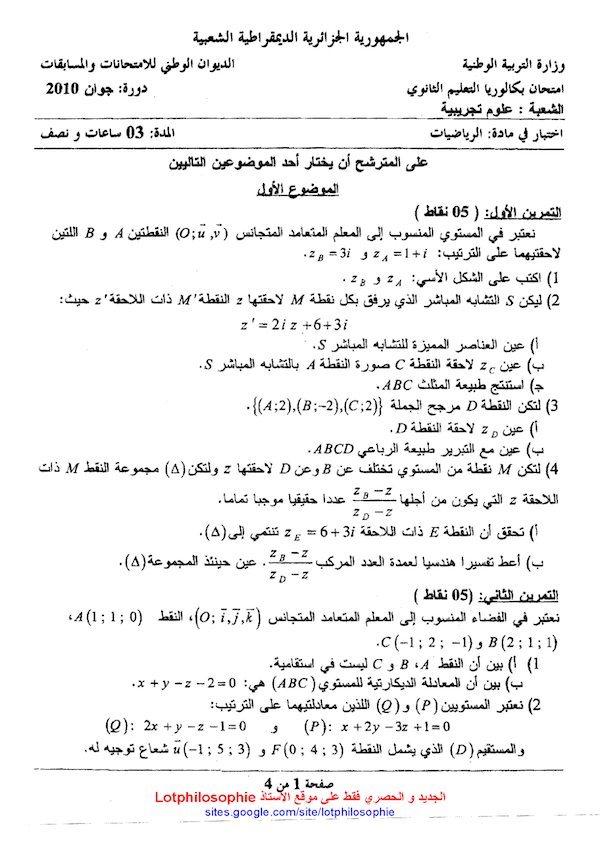 الجمهورية الجزائرية الديمقراطية الشعبية
وزارة التربية الوطنية الديوان الوطني للامتحانات والمسابقات
امتحان بكالوريا التعليم الثانوي دورة: جوان 2010
الشعبة : علوم تجريبية
اختبار في مادة: الرياضيات المدة: 03 ساعات و نصف
على المترشح أن يختار أحد الموضوعين التاليين
الموضوع الأول
التمرين الأول: ( 05 نقاط )
نعتبر في المستوي المنسوب إلى المعلم المتعامد المتجانس (O; u⃗ , v⃗) النقطتين A و B اللتين
لاحقتيهما على الترتيب: z_A = 1+i و z_B = 3i .
1) اكتب على الشكل الأسي: z_A و z_B .
2) ليكن S التشابه المباشر الذي يرفق بكل نقطة M لاحقتها z النقطة M' ذات اللاحقة z' حيث:
z' = 2i z + 6 + 3i
أ) عين العناصر المميزة للتشابه المباشر S.
ب) عين z_C لاحقة النقطة C صورة النقطة A بالتشابه المباشر S.
ج) استنتج طبيعة المثلث ABC.
3) لتكن النقطة D مرجح الجملة {(A;2),(B;-2),(C;2)}.
أ) عين z_D لاحقة النقطة D.
ب) عين مع التبرير طبيعة الرباعي ABCD.
4) لتكن M نقطة من المستوي تختلف عن B وعن D لاحقتها z ولتكن (Δ) مجموعة النقط M ذات
اللاحقة z التي يكون من أجلها (z_B - z)/(z_D - z) عددا حقيقيا موجبا تماما.
أ) تحقق أن النقطة E ذات اللاحقة z_E = 6+3i تنتمي إلى (Δ).
ب) أعط تفسيرا هندسيا لعمدة العدد المركب (z_B - z)/(z_D - z). عين حينئذ المجموعة (Δ).
التمرين الثاني: (05 نقاط )
نعتبر في الفضاء المنسوب إلى المعلم المتعامد المتجانس (O; i⃗, j⃗, k⃗)، النقط A(1 ; 1 ; 0)،
B(2 ; 1 ; 1) و C(-1 ; 2 ; -1).
1) أ) بين أن النقط A، B و C ليست في استقامية.
ب) بين أن المعادلة الديكارتية للمستوي (ABC) هي: x + y - z - 2 = 0.
2) نعتبر المستويين (P) و (Q) اللذين معادلتيهما على الترتيب:
(P): x + 2y - 3z + 1 = 0 و (Q): 2x + y - z - 1 = 0
والمستقيم (D) الذي يشمل النقطة F(0 ; 4 ; 3) و u⃗(-1 ; 5 ; 3) شعاع توجيه له.
صفحة 1 من 4
الجديد و الحصري فقط على موقع الأستاذ Lotphilosophie
sites.google.com/site/lotphilosophie